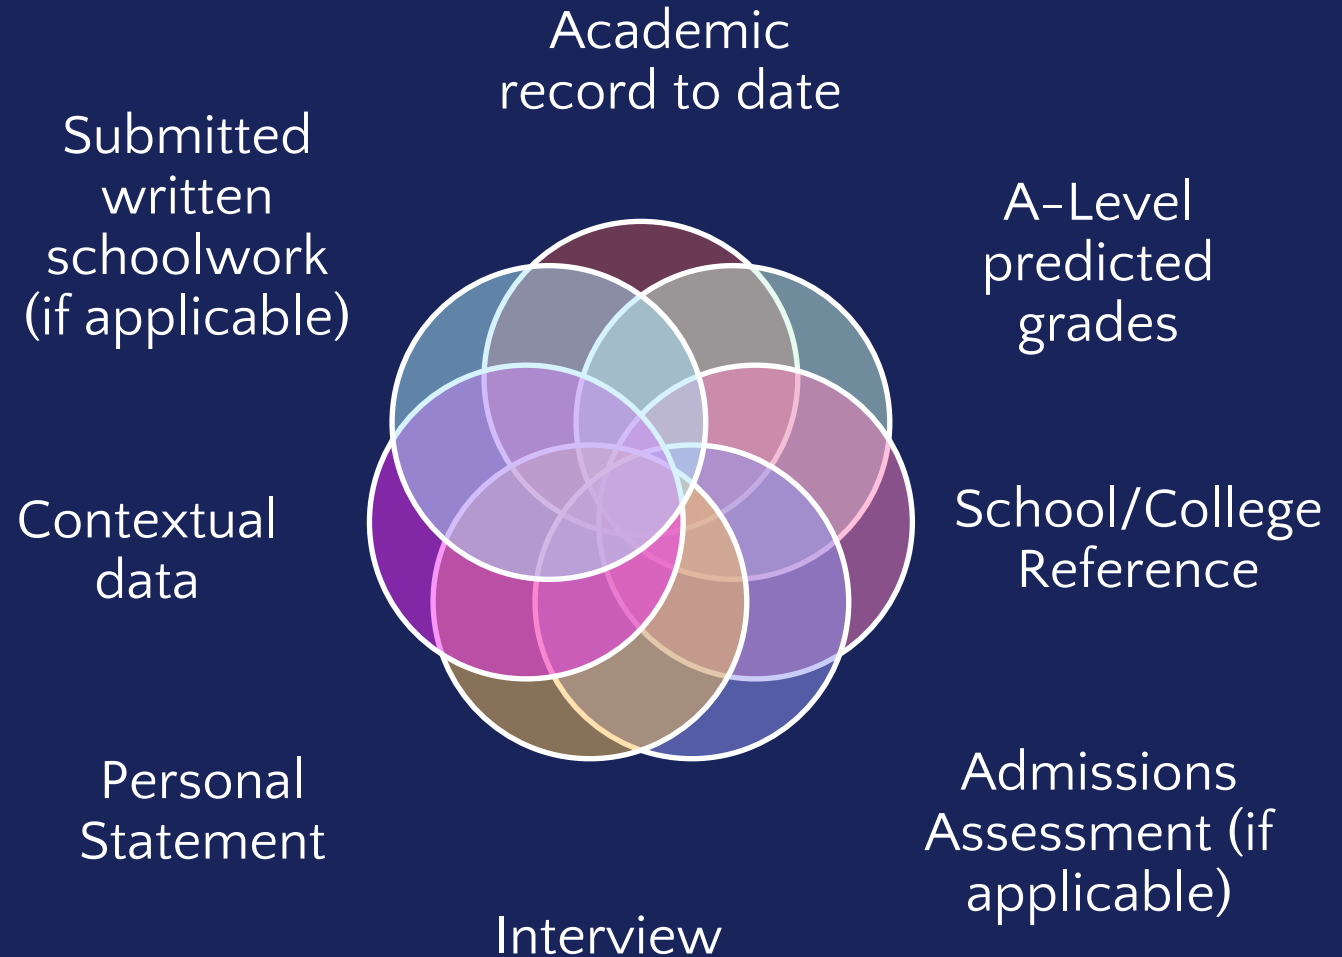 Academic
record to date
Submitted
written
schoolwork
(if applicable)
A-Level
predicted
grades
Contextual
data
School/College
Reference
Personal
Statement
Admissions
Assessment (if
applicable)
Interview